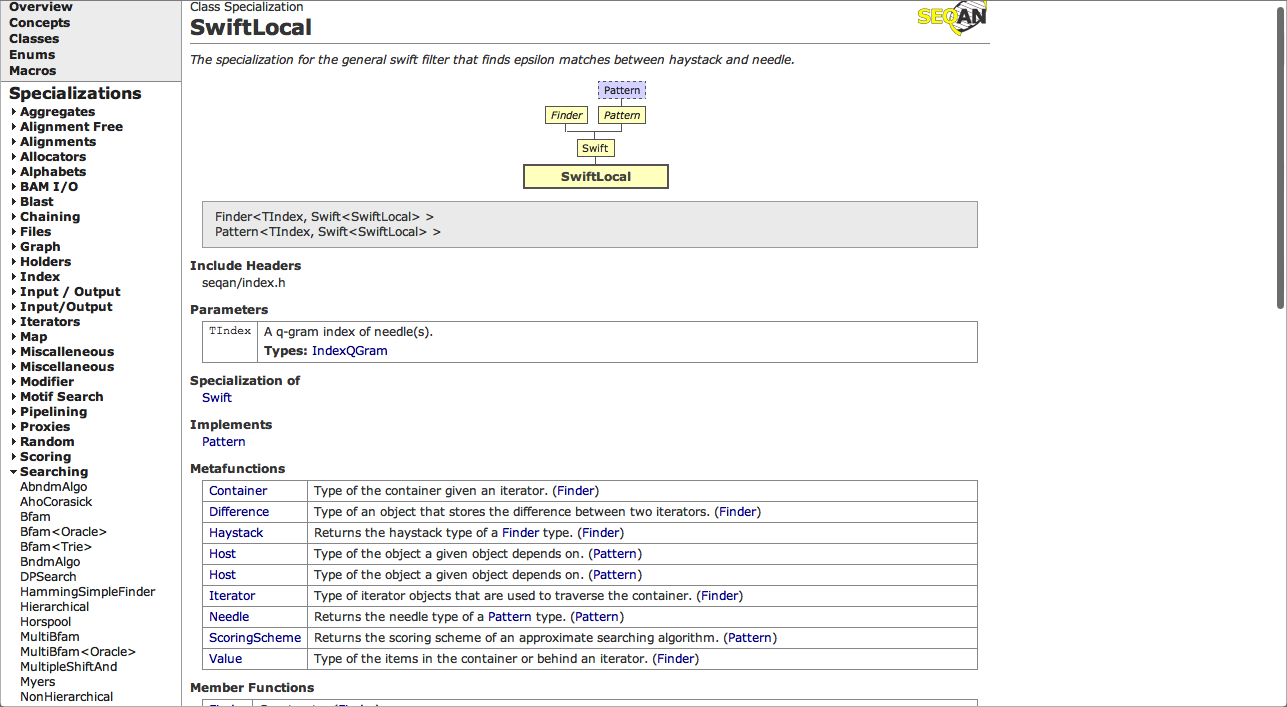 Overview
Concepts
Classes
Enums
Macros
Specializations
Aggregates
Alignment Free
Alignments
Allocators
Alphabets
BAM I/O
Blast
Chaining
Files
Graph
Holders
Index
Input / Output
Input/Output
Iterators
Map
Miscalleneous
Miscellaneous
Modifier
Motif Search
Pipelining
Proxies
Random
Scoring
Searching
AbndmAlgo
AhoCorasick
Bfam
Bfam<Oracle>
Bfam<Trie>
BndmAlgo
DPSearch
HammingSimpleFinder
Hierarchical
Horspool
MultiBfam
MultiBfam<Oracle>
MultipleShiftAnd
Myers
NonHierarchical
Class Specialization
SwiftLocal
SEQAN
The specialization for the general swift filter that finds epsilon matches between haystack and needle.
Pattern
Finder Pattern
Swift
SwiftLocal
Finder<TIndex, Swift<SwiftLocal> >
Pattern<TIndex, Swift<SwiftLocal> >
Include Headers
seqan/index.h
Parameters
TIndex A q-gram index of needle(s).
Types: IndexQGram
Specialization of
Swift
Implements
Pattern
Metafunctions
Container Type of the container given an iterator. (Finder)
Difference Type of an object that stores the difference between two iterators. (Finder)
Haystack Returns the haystack type of a Finder type. (Finder)
Host Type of the object a given object depends on. (Pattern)
Host Type of the object a given object depends on. (Pattern)
Iterator Type of iterator objects that are used to traverse the container. (Finder)
Needle Returns the needle type of a Pattern type. (Pattern)
ScoringScheme Returns the scoring scheme of an approximate searching algorithm. (Pattern)
Value Type of the items in the container or behind an iterator. (Finder)
Member Functions